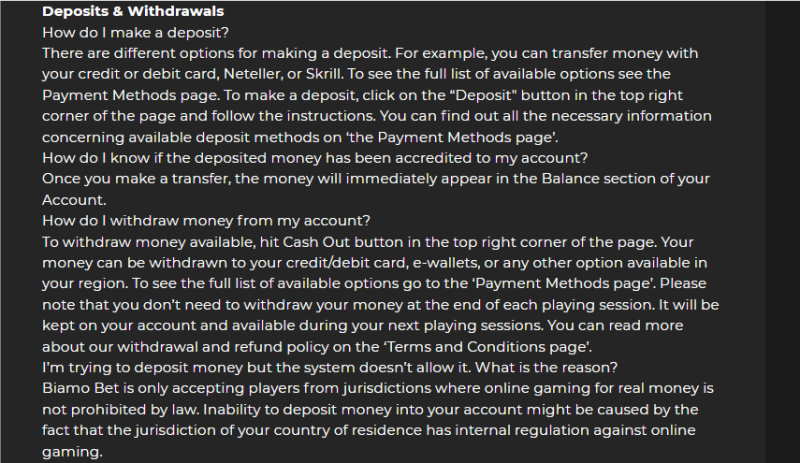 Deposits & Withdrawals
How do I make a deposit?
There are different options for making a deposit. For example, you can transfer money with
your credit or debit card, Neteller, or Skrill. To see the full list of available options see the
Payment Methods page. To make a deposit, click on the “Deposit" button in the top right
corner of the page and follow the instructions. You can find out all the necessary information
concerning available deposit methods on ‘the Payment Methods page’.
How do I know if the deposited money has been accredited to my account?
Once you make a transfer, the money will immediately appear in the Balance section of your
Account.
How do I withdraw money from my account?
To withdraw money available, hit Cash Out button in the top right corner of the page. Your
money can be withdrawn to your credit/debit card, e-wallets, or any other option available in
your region. To see the full list of available options go to the ‘Payment Methods page’. Please
note that you don’t need to withdraw your money at the end of each playing session. It will be
kept on your account and available during your next playing sessions. You can read more
about our withdrawal and refund policy on the ‘Terms and Conditions page’.
I’m trying to deposit money but the system doesn’t allow it. What is the reason?
Biamo Bet is only accepting players from jurisdictions where online gaming for real money is
not prohibited by law. Inability to deposit money into your account might be caused by the
fact that the jurisdiction of your country of residence has internal regulation against online
gaming.